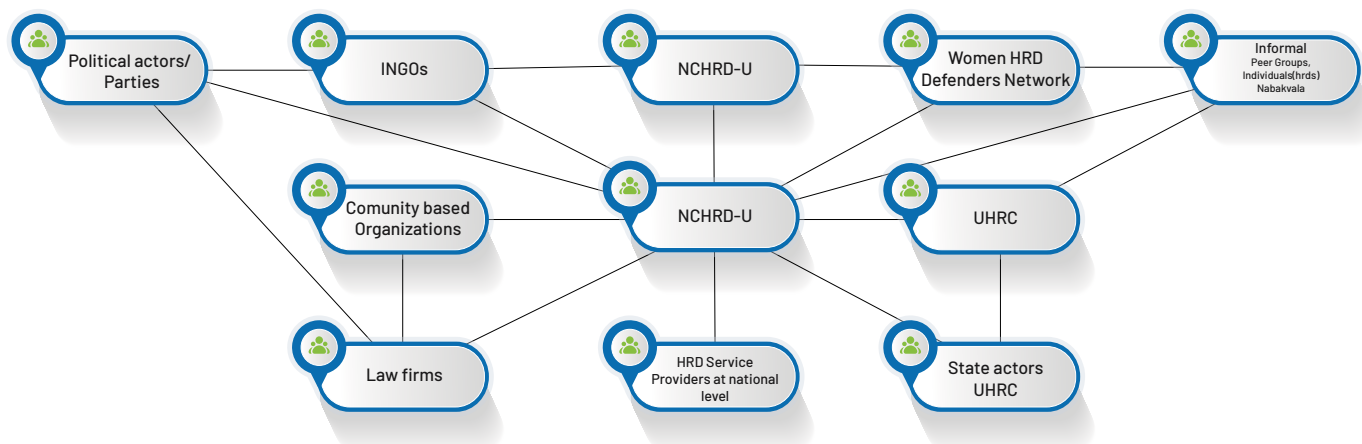 Political actors/
Parties
INGOs
NCHRD-U
Women HRD
Defenders Network
Informal
Peer Groups,
Individuals(hrds)
Nabakvala
Comunity based
Organizations
NCHRD-U
UHRC
Law firms
HRD Service
Providers at national
level
State actors
UHRC